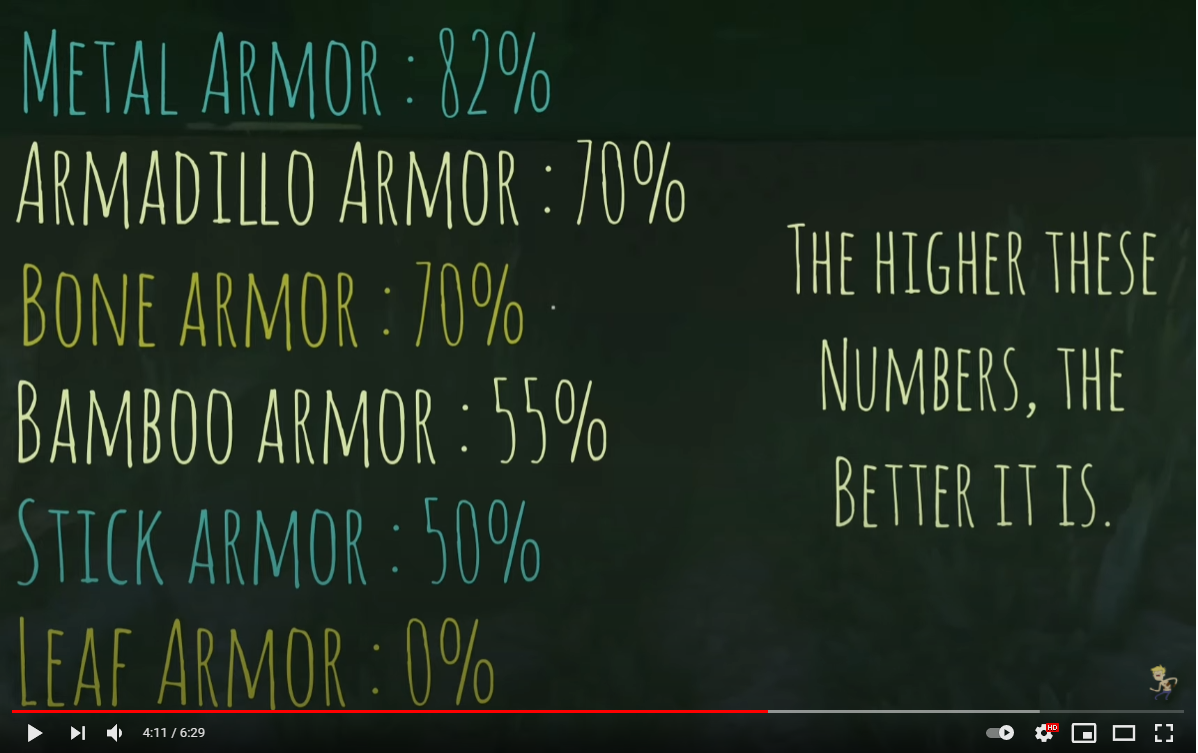 Metal Armor : 82%
Armadillo Armor : 70%
Bone armor : 70%
Bamboo armor : 55%
Stick armor : 50%
Leaf Armor : 0%
The higher these
Numbers, the
Better it is.
4:11 / 6:29
HD